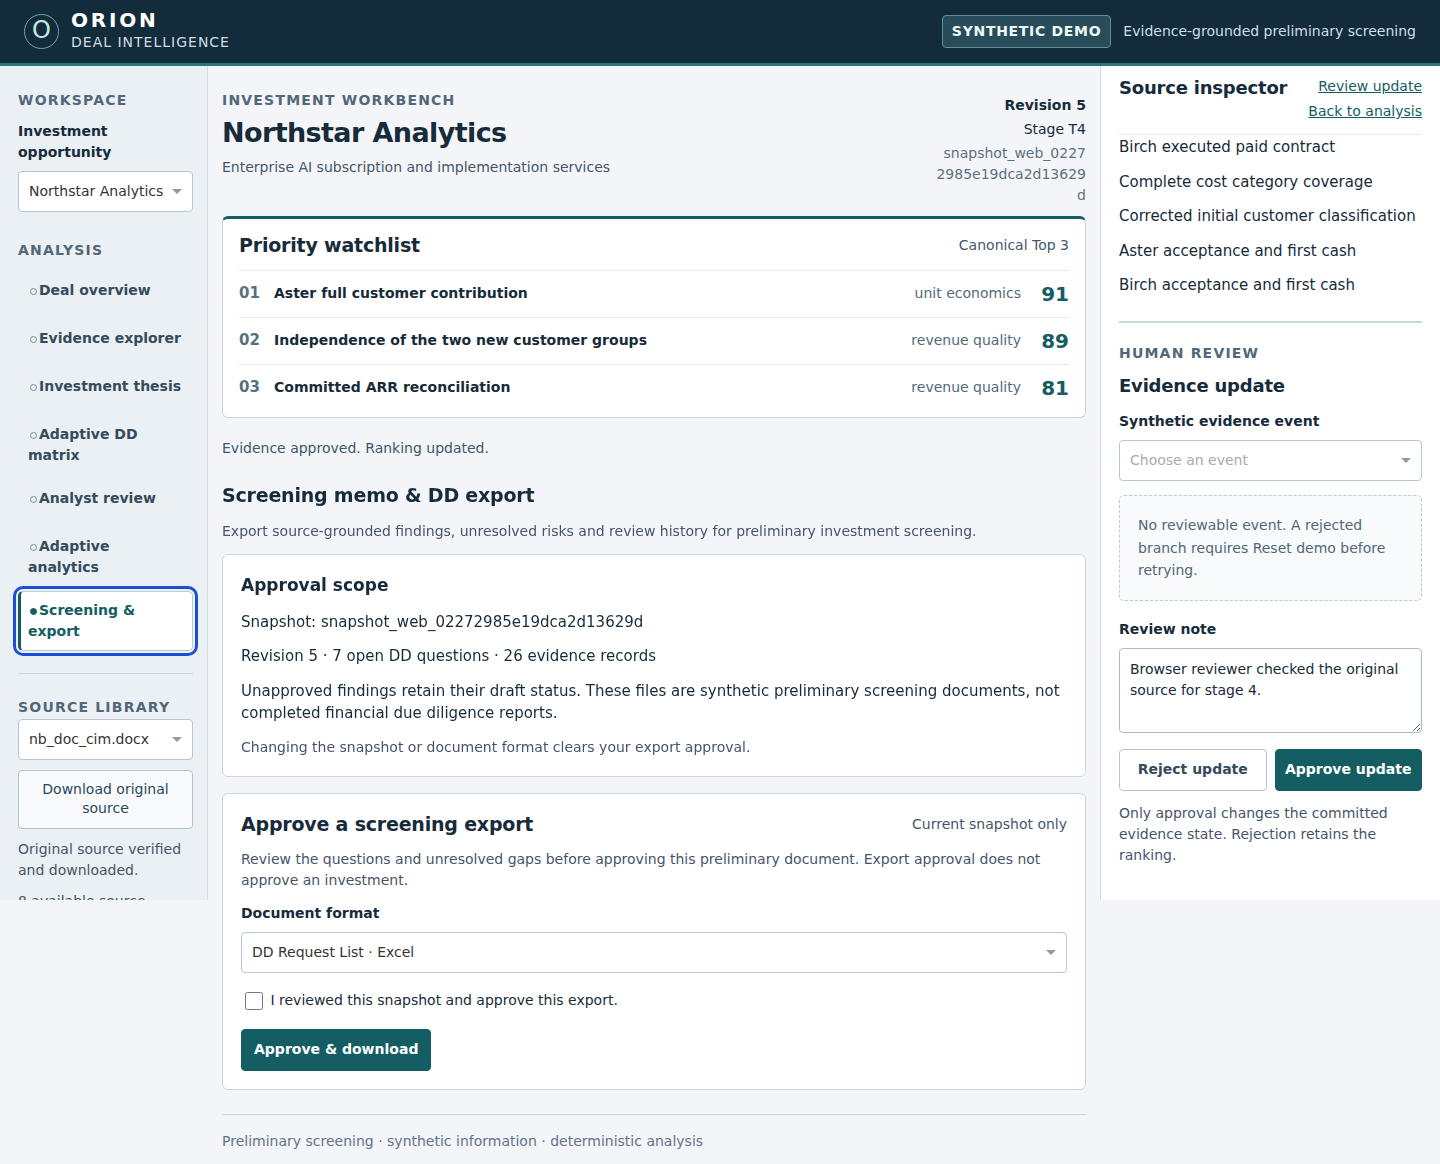 O
ORION
DEAL INTELLIGENCE
SYNTHETIC DEMO
Evidence-grounded preliminary screening
WORKSPACE
Investment
opportunity
Northstar Analytics
ANALYSIS
Deal overview
Evidence explorer
Investment thesis
Adaptive DD
matrix
Analyst review
Adaptive
analytics
Screening &
export
SOURCE LIBRARY
nb_doc_cim.docx
Download original
source
Original source verified
and downloaded.
8 available source
INVESTMENT WORKBENCH
Northstar Analytics
Enterprise AI subscription and implementation services
Revision 5
Stage T4
snapshot_web_0227
2985e19dca2d13629
d
Priority watchlist
Canonical Top 3
01 Aster full customer contribution unit economics 91
02 Independence of the two new customer groups revenue quality 89
03 Committed ARR reconciliation revenue quality 81
Evidence approved. Ranking updated.
Screening memo & DD export
Export source-grounded findings, unresolved risks and review history for preliminary investment screening.
Approval scope
Snapshot: snapshot_web_02272985e19dca2d13629d
Revision 5 · 7 open DD questions · 26 evidence records
Unapproved findings retain their draft status. These files are synthetic preliminary screening documents, not
completed financial due diligence reports.
Changing the snapshot or document format clears your export approval.
Approve a screening export
Current snapshot only
Review the questions and unresolved gaps before approving this preliminary document. Export approval does not
approve an investment.
Document format
DD Request List · Excel
I reviewed this snapshot and approve this export.
Approve & download
Preliminary screening · synthetic information · deterministic analysis
Source inspector
Review update
Back to analysis
Birch executed paid contract
Complete cost category coverage
Corrected initial customer classification
Aster acceptance and first cash
Birch acceptance and first cash
HUMAN REVIEW
Evidence update
Synthetic evidence event
Choose an event
No reviewable event. A rejected
branch requires Reset demo before
retrying.
Review note
Browser reviewer checked the original
source for stage 4.
Reject update
Approve update
Only approval changes the committed
evidence state. Rejection retains the
ranking.